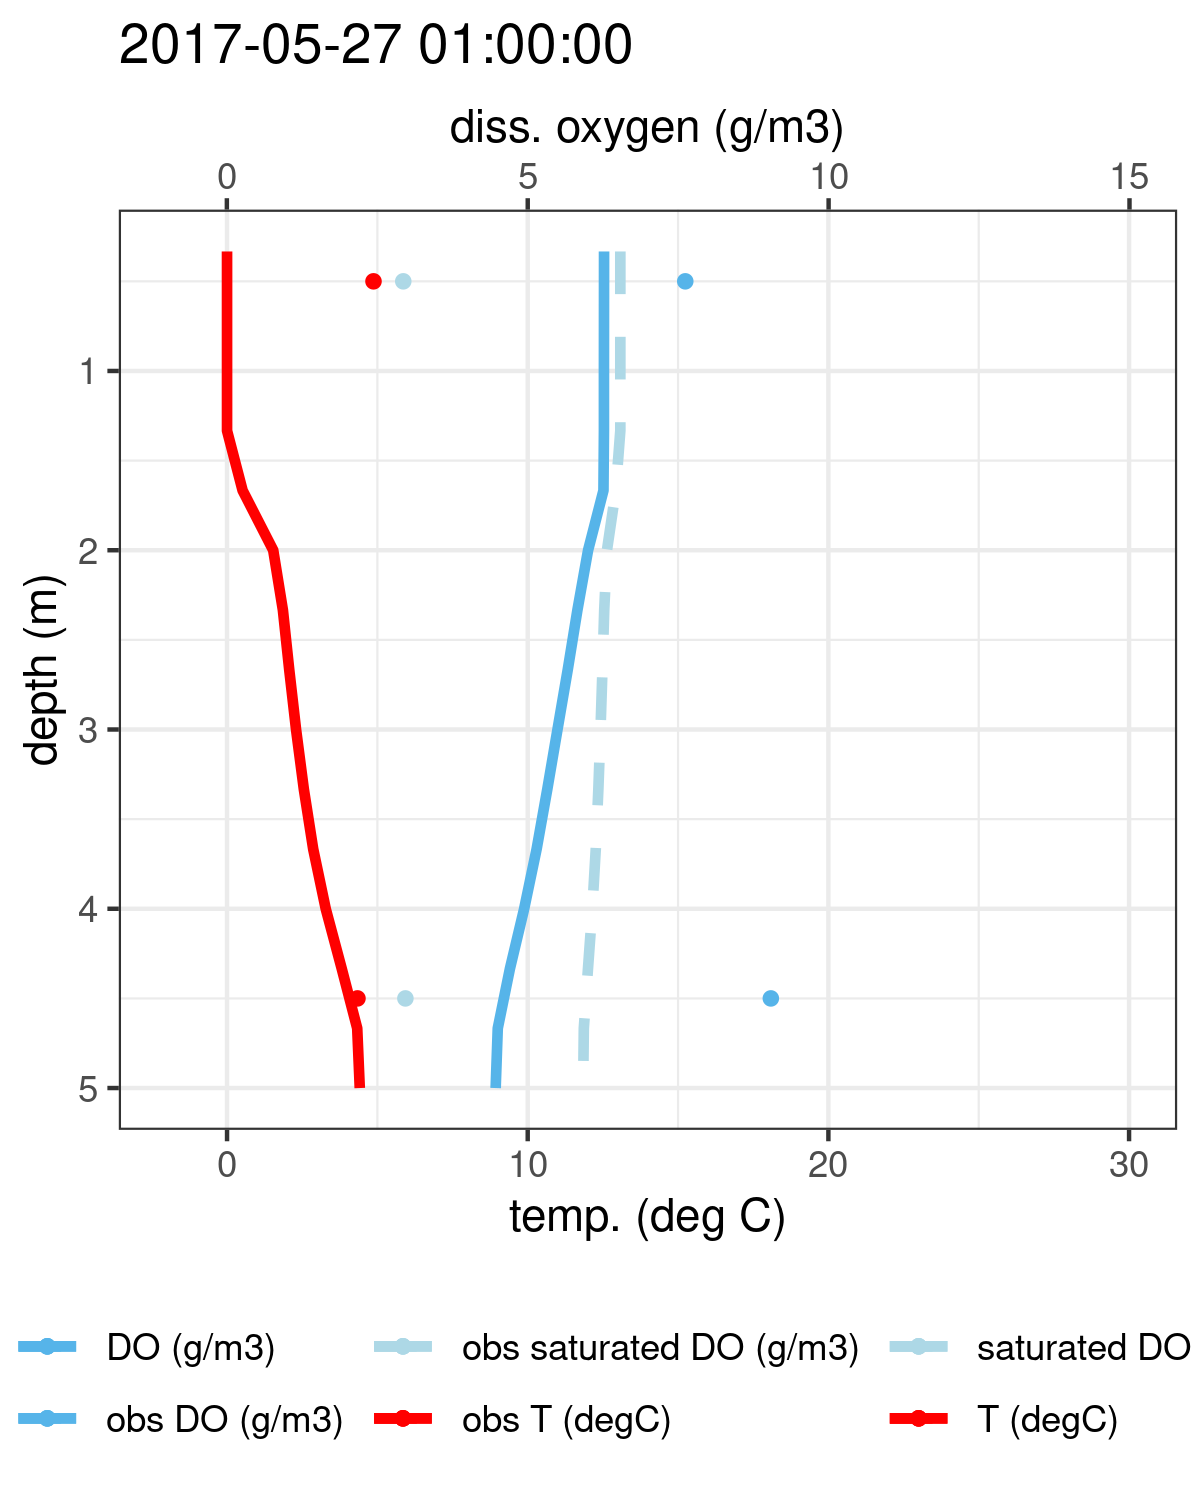 2017-05-27 01:00:00
diss. oxygen (g/m3)
0 5 10 15
1
2
3
4
5
depth (m)
0 10 20 30
temp. (deg C)
DO (g/m3) obs saturated DO (g/m3) saturated DO
obs DO (g/m3) obs T (degC) T (degC)